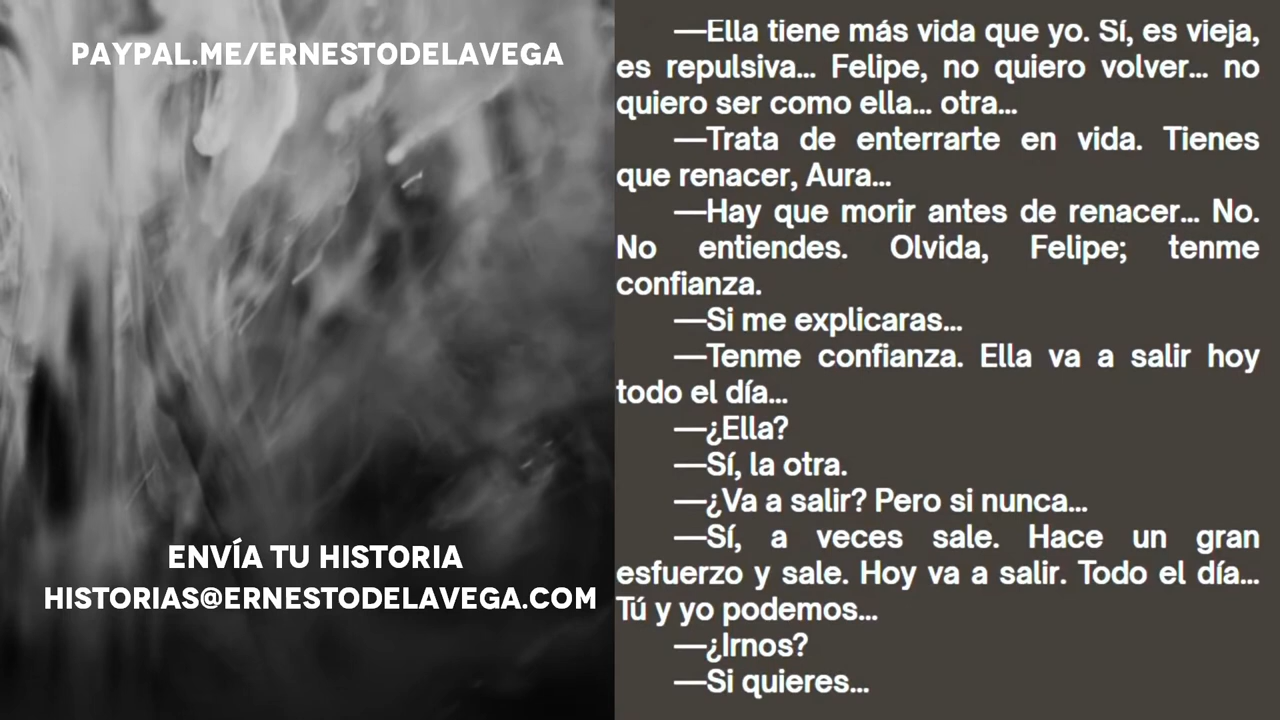 PAYPAL.ME/ERNESTODELAVEGA
ENVÍA TU HISTORIA
HISTORIAS@ERNESTODELAVEGA.COM
—Ella tiene más vida que yo. Sí, es vieja,
es repulsiva... Felipe, no quiero volver... no
quiero ser como ella... otra...
—Trata de enterrarte en vida. Tienes
que renacer, Aura...
—Hay que morir antes de renacer... No.
No entiendes. Olvida, Felipe; tenme
confianza.
—Si me explicaras...
—Tenme confianza. Ella va a salir hoy
todo el día...
—¿Ella?
—Sí, la otra.
—¿Va a salir? Pero si nunca...
—Sí, a veces sale. Hace un gran
esfuerzo y sale. Hoy va a salir. Todo el día...
Tú y yo podemos...
—¿Irnos?
—Si quieres...